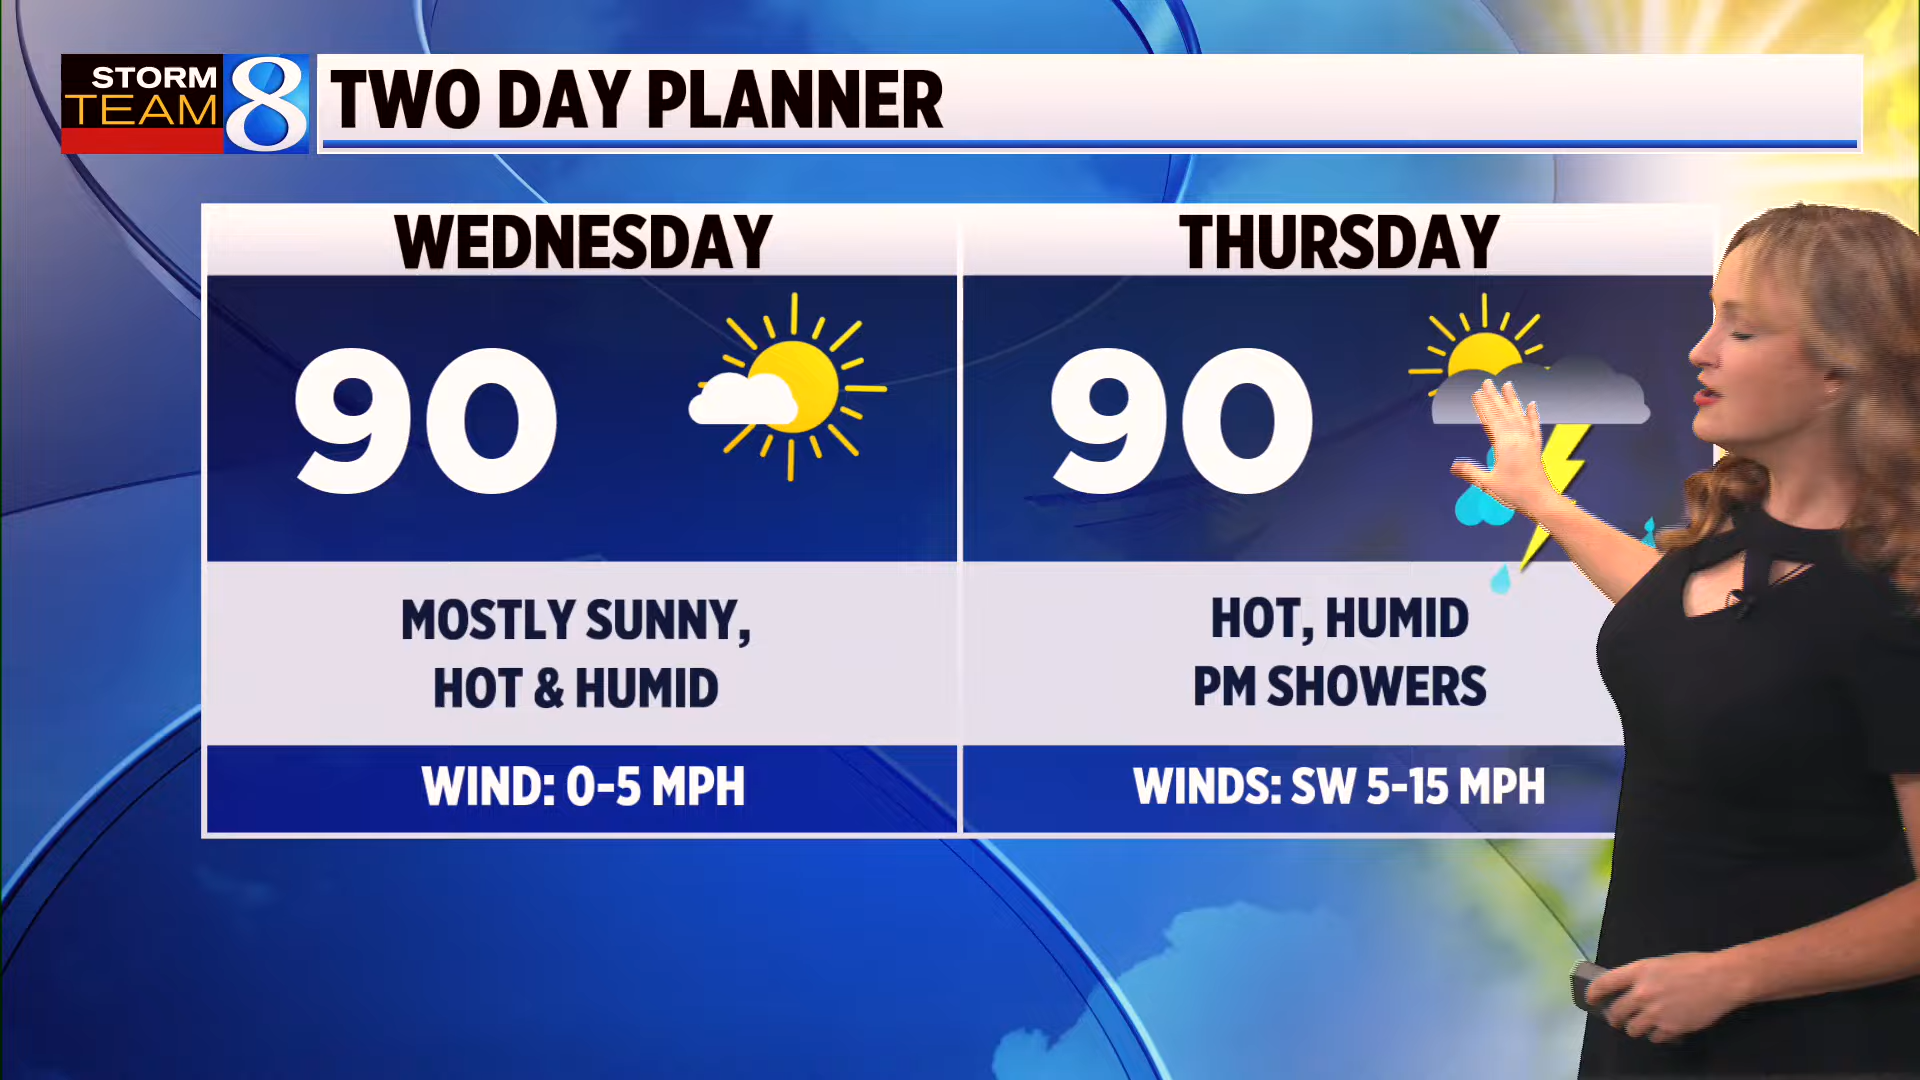 STORM
TEAM
8
TWO DAY PLANNER
WEDNESDAY
THURSDAY
90
90
MOSTLY SUNNY,
HOT & HUMID
HOT, HUMID
PM SHOWERS
WIND: 0-5 MPH
WINDS: SW 5-15 MPH